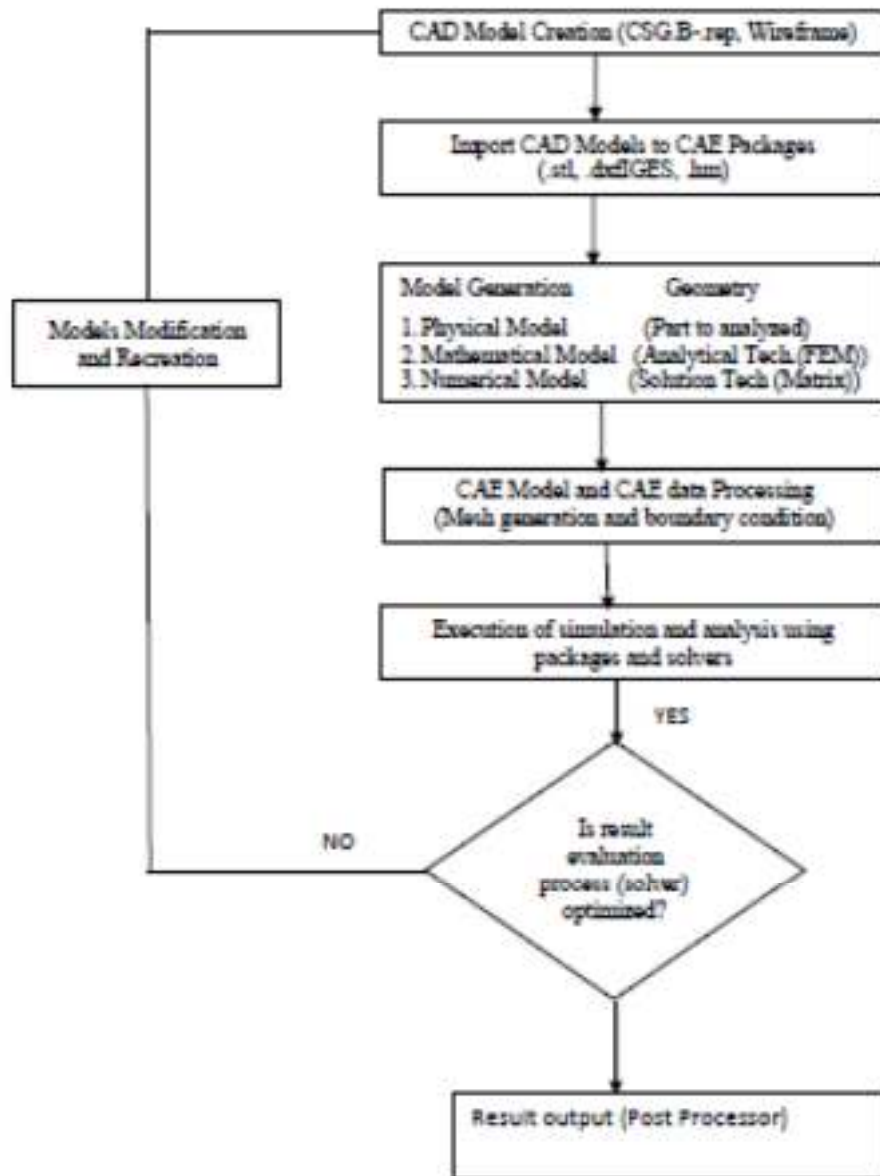 CAD Model Creation (CSG.B-.rep, Wireframe)
Import CAD Models to CAE Packages
(.stl, .dxfIGES, .hm)
Model Generation Geometry
1. Physical Model (Part to analyzed)
2. Mathematical Model (Analytical Tech.(FEM))
3. Numerical Model (Solution Tech (Matrix))
Models Modification
and Recreation
CAE Model and CAE data Processing
(Mesh generation and boundary condition)
Execution of simulation and analysis using
packages and solvers
YES
NO
Is result
evaluation
process (solver)
optimized?
Result output (Post Processor)